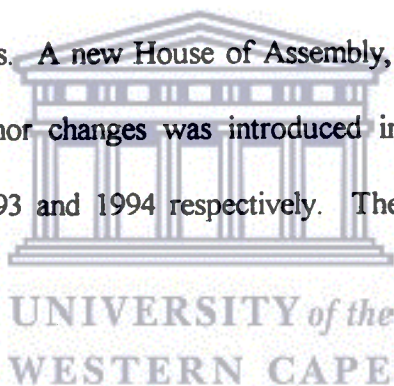 s. A new House of Assembly,
nor changes was introduced in
93 and 1994 respectively. The
UNIVERSITY of the
WESTERN CAPE